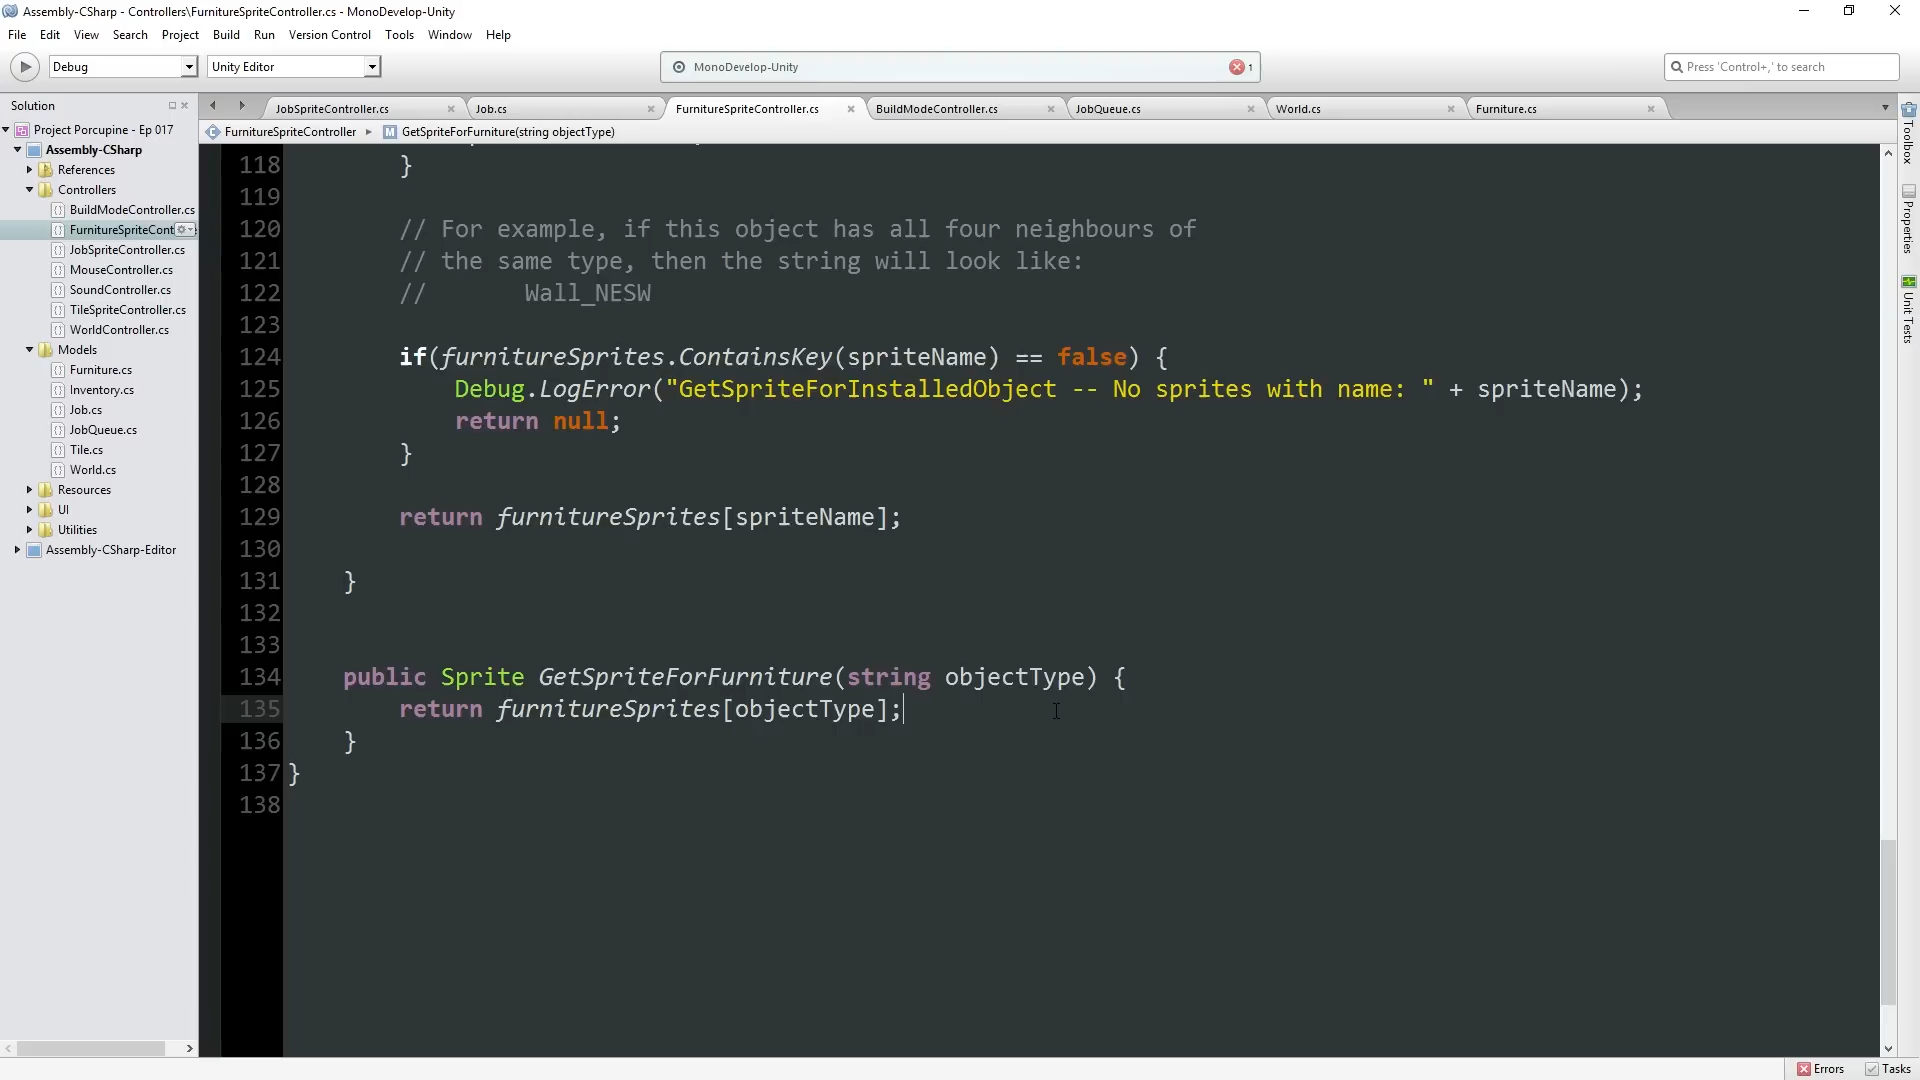 Assembly-CSharp - Controllers\FurnitureSpriteController.cs - MonoDevelop-Unity
File Edit View Search Project Build Run Version Control Tools Window Help
Debug Unity Editor MonoDevelop-Unity 1 Press 'Control+,' to search
Solution
Project Porcupine - Ep 017
Assembly-CSharp
References
Controllers
BuildModeController.cs
FurnitureSpriteCont
JobSpriteController.cs
MouseController.cs
SoundController.cs
TileSpriteController.cs
WorldController.cs
Models
Furniture.cs
Inventory.cs
Job.cs
JobQueue.cs
Tile.cs
World.cs
Resources
UI
Utilities
Assembly-CSharp-Editor
JobSpriteController.cs Job.cs FurnitureSpriteController.cs BuildModeController.cs JobQueue.cs World.cs Furniture.cs
FurnitureSpriteController GetSpriteForFurniture(string objectType)
118 }
119
120 // For example, if this object has all four neighbours of
121 // the same type, then the string will look like:
122 // Wall_NESW
123
124 if(furnitureSprites.ContainsKey(spriteName) == false) {
125 Debug.LogError("GetSpriteForInstalledObject -- No sprites with name: " + spriteName);
126 return null;
127 }
128
129 return furnitureSprites[spriteName];
130
131 }
132
133
134 public Sprite GetSpriteForFurniture(string objectType) {
135 return furnitureSprites[objectType];
136 }
137 }
138
Toolbox
Properties
Unit Tests
Errors Tasks